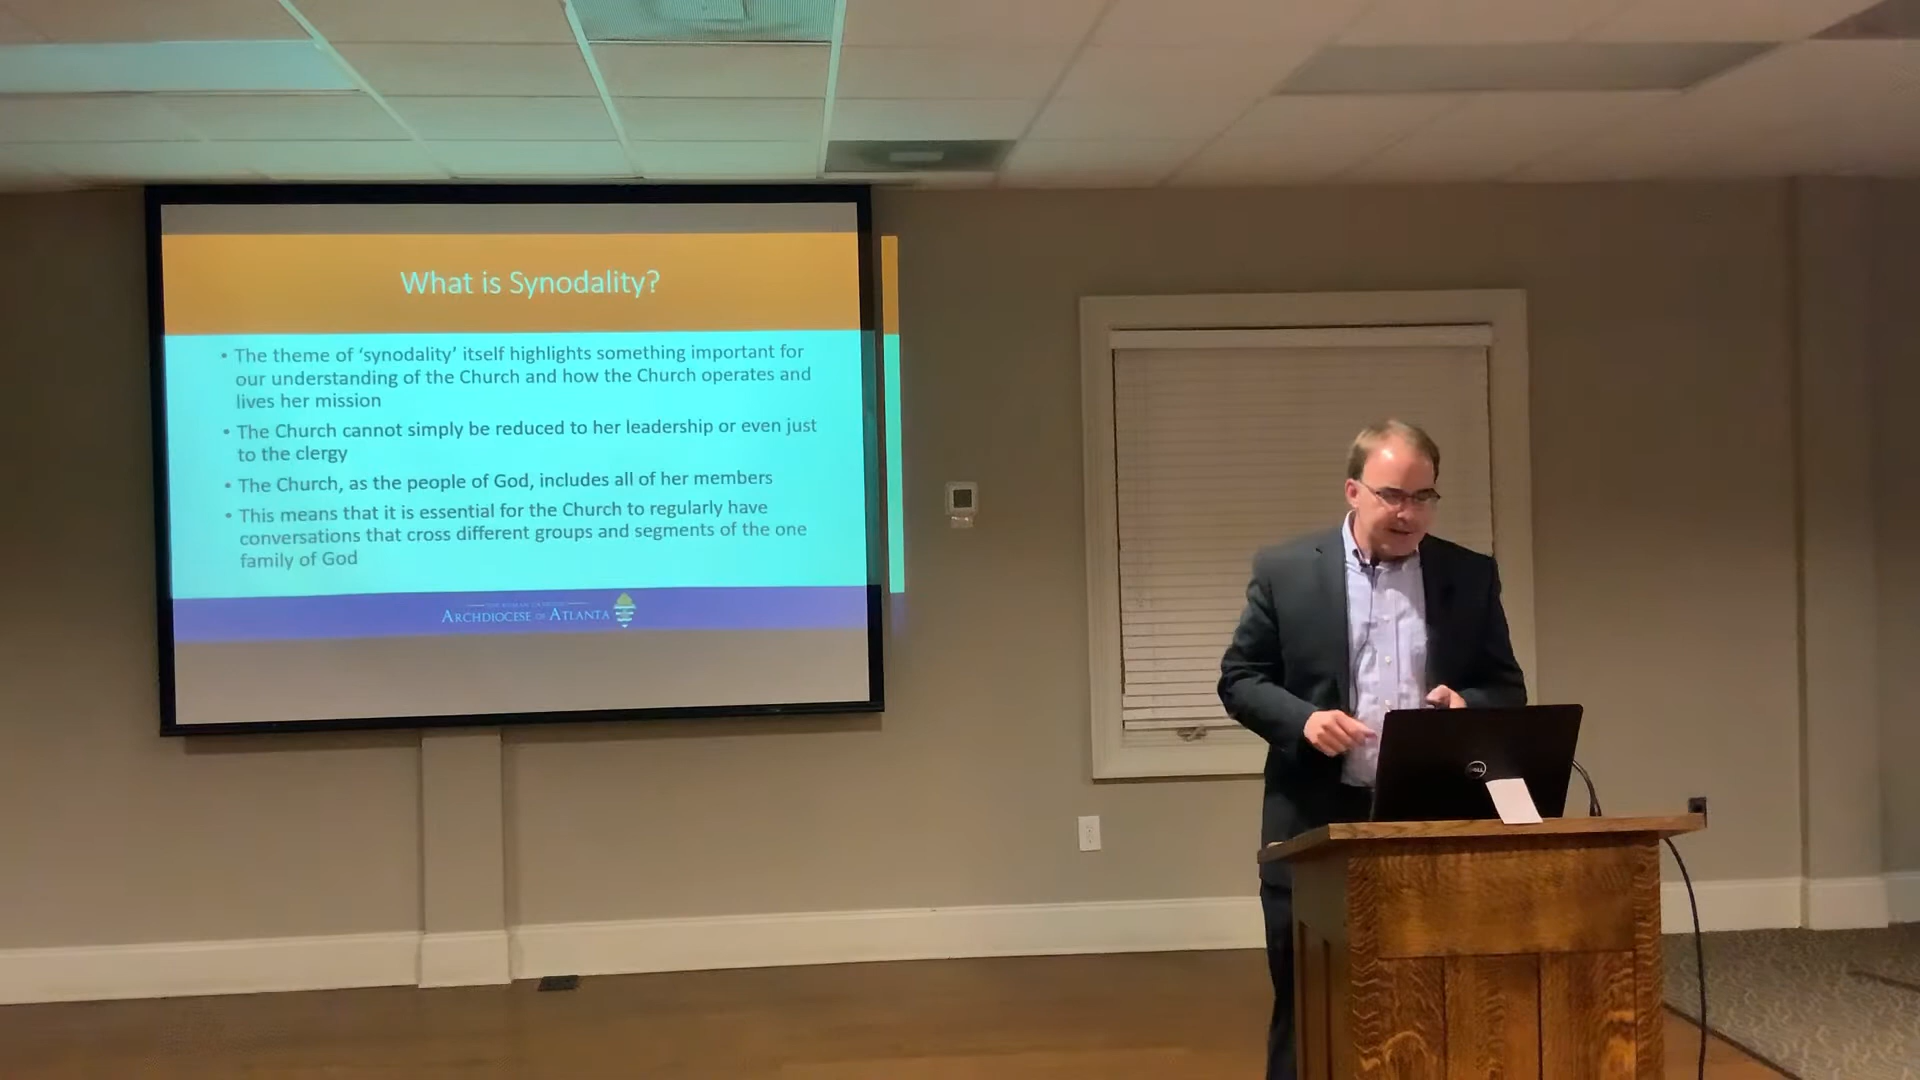 What is Synodality?
• The theme of ‘synodality’ itself highlights something important for
our understanding of the Church and how the Church operates and
lives her mission
• The Church cannot simply be reduced to her leadership or even just
to the clergy
• The Church, as the people of God, includes all of her members
• This means that it is essential for the Church to regularly have
conversations that cross different groups and segments of the one
family of God
THE ROMAN CATHOLIC
ARCHDIOCESE OF ATLANTA
DELL